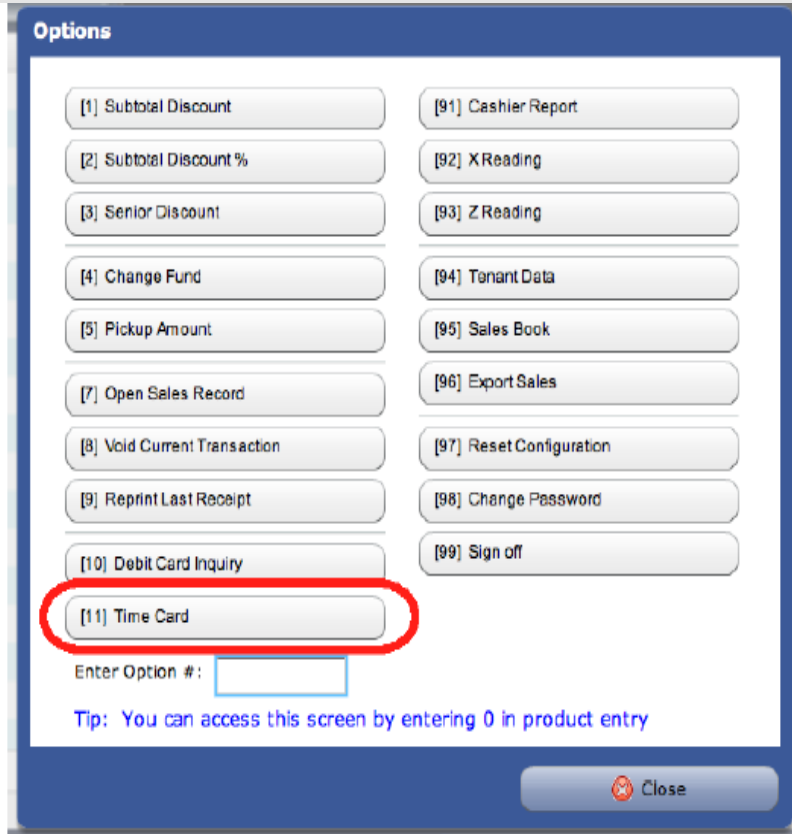 Options
[1] Subtotal Discount
[2] Subtotal Discount %
[3] Senior Discount
[4] Change Fund
[5] Pickup Amount
[7] Open Sales Record
[8] Void Current Transaction
[9] Reprint Last Receipt
[10] Debit Card Inquiry
[11] Time Card
[91] Cashier Report
[92] X Reading
[93] Z Reading
[94] Tenant Data
[95] Sales Book
[96] Export Sales
[97] Reset Configuration
[98] Change Password
[99] Sign off
Enter Option #:
Tip: You can access this screen by entering 0 in product entry
Close